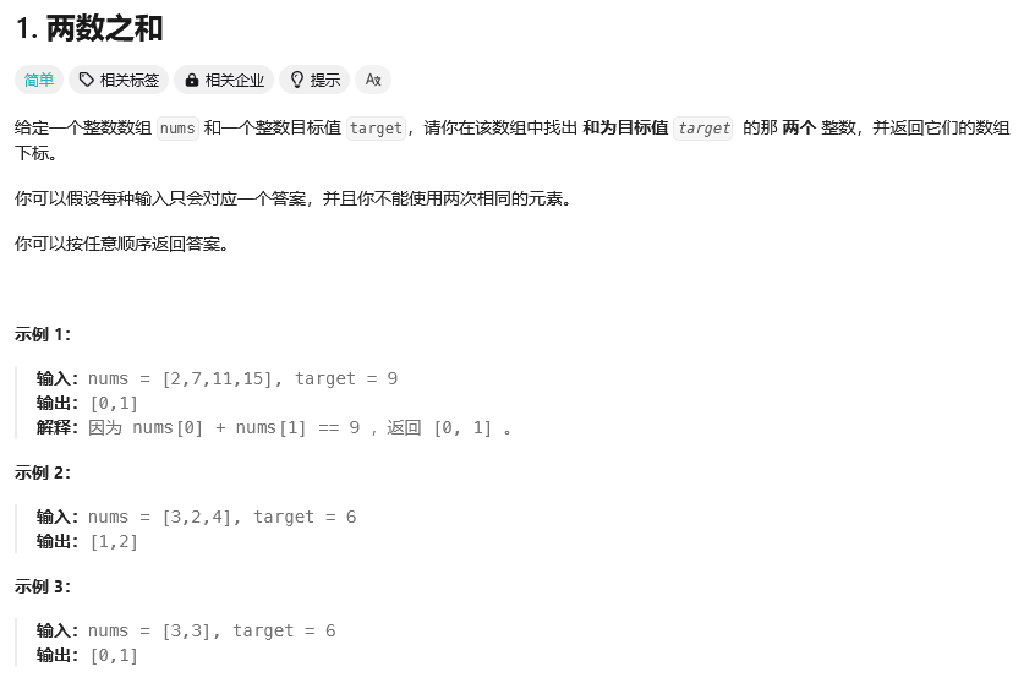 1. 两数之和
简单 相关标签 相关企业 提示 Ax
给定一个整数数组 nums 和一个整数目标值 target，请你在该数组中找出 和为目标值 target 的那 两个 整数，并返回它们的数组
下标。
你可以假设每种输入只会对应一个答案，并且你不能使用两次相同的元素。
你可以按任意顺序返回答案。
示例 1：
输入：nums = [2,7,11,15], target = 9
输出：[0,1]
解释：因为 nums[0] + nums[1] == 9 ，返回 [0, 1] 。
示例 2：
输入：nums = [3,2,4], target = 6
输出：[1,2]
示例 3：
输入：nums = [3,3], target = 6
输出：[0,1]